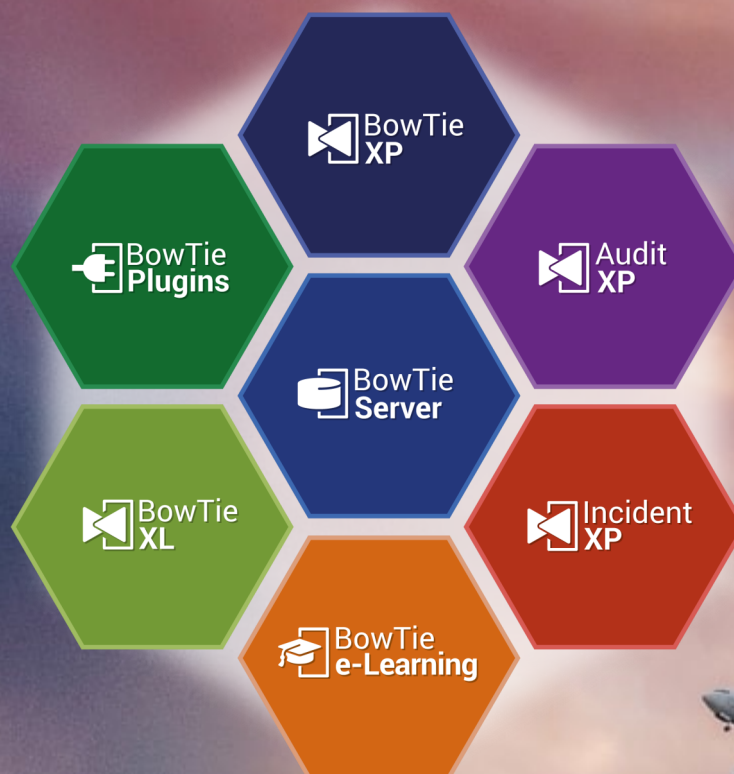 BowTie
XP
BowTie
Plugins
Audit
XP
BowTie
Server
BowTie
XL
Incident
XP
BowTie
e-Learning